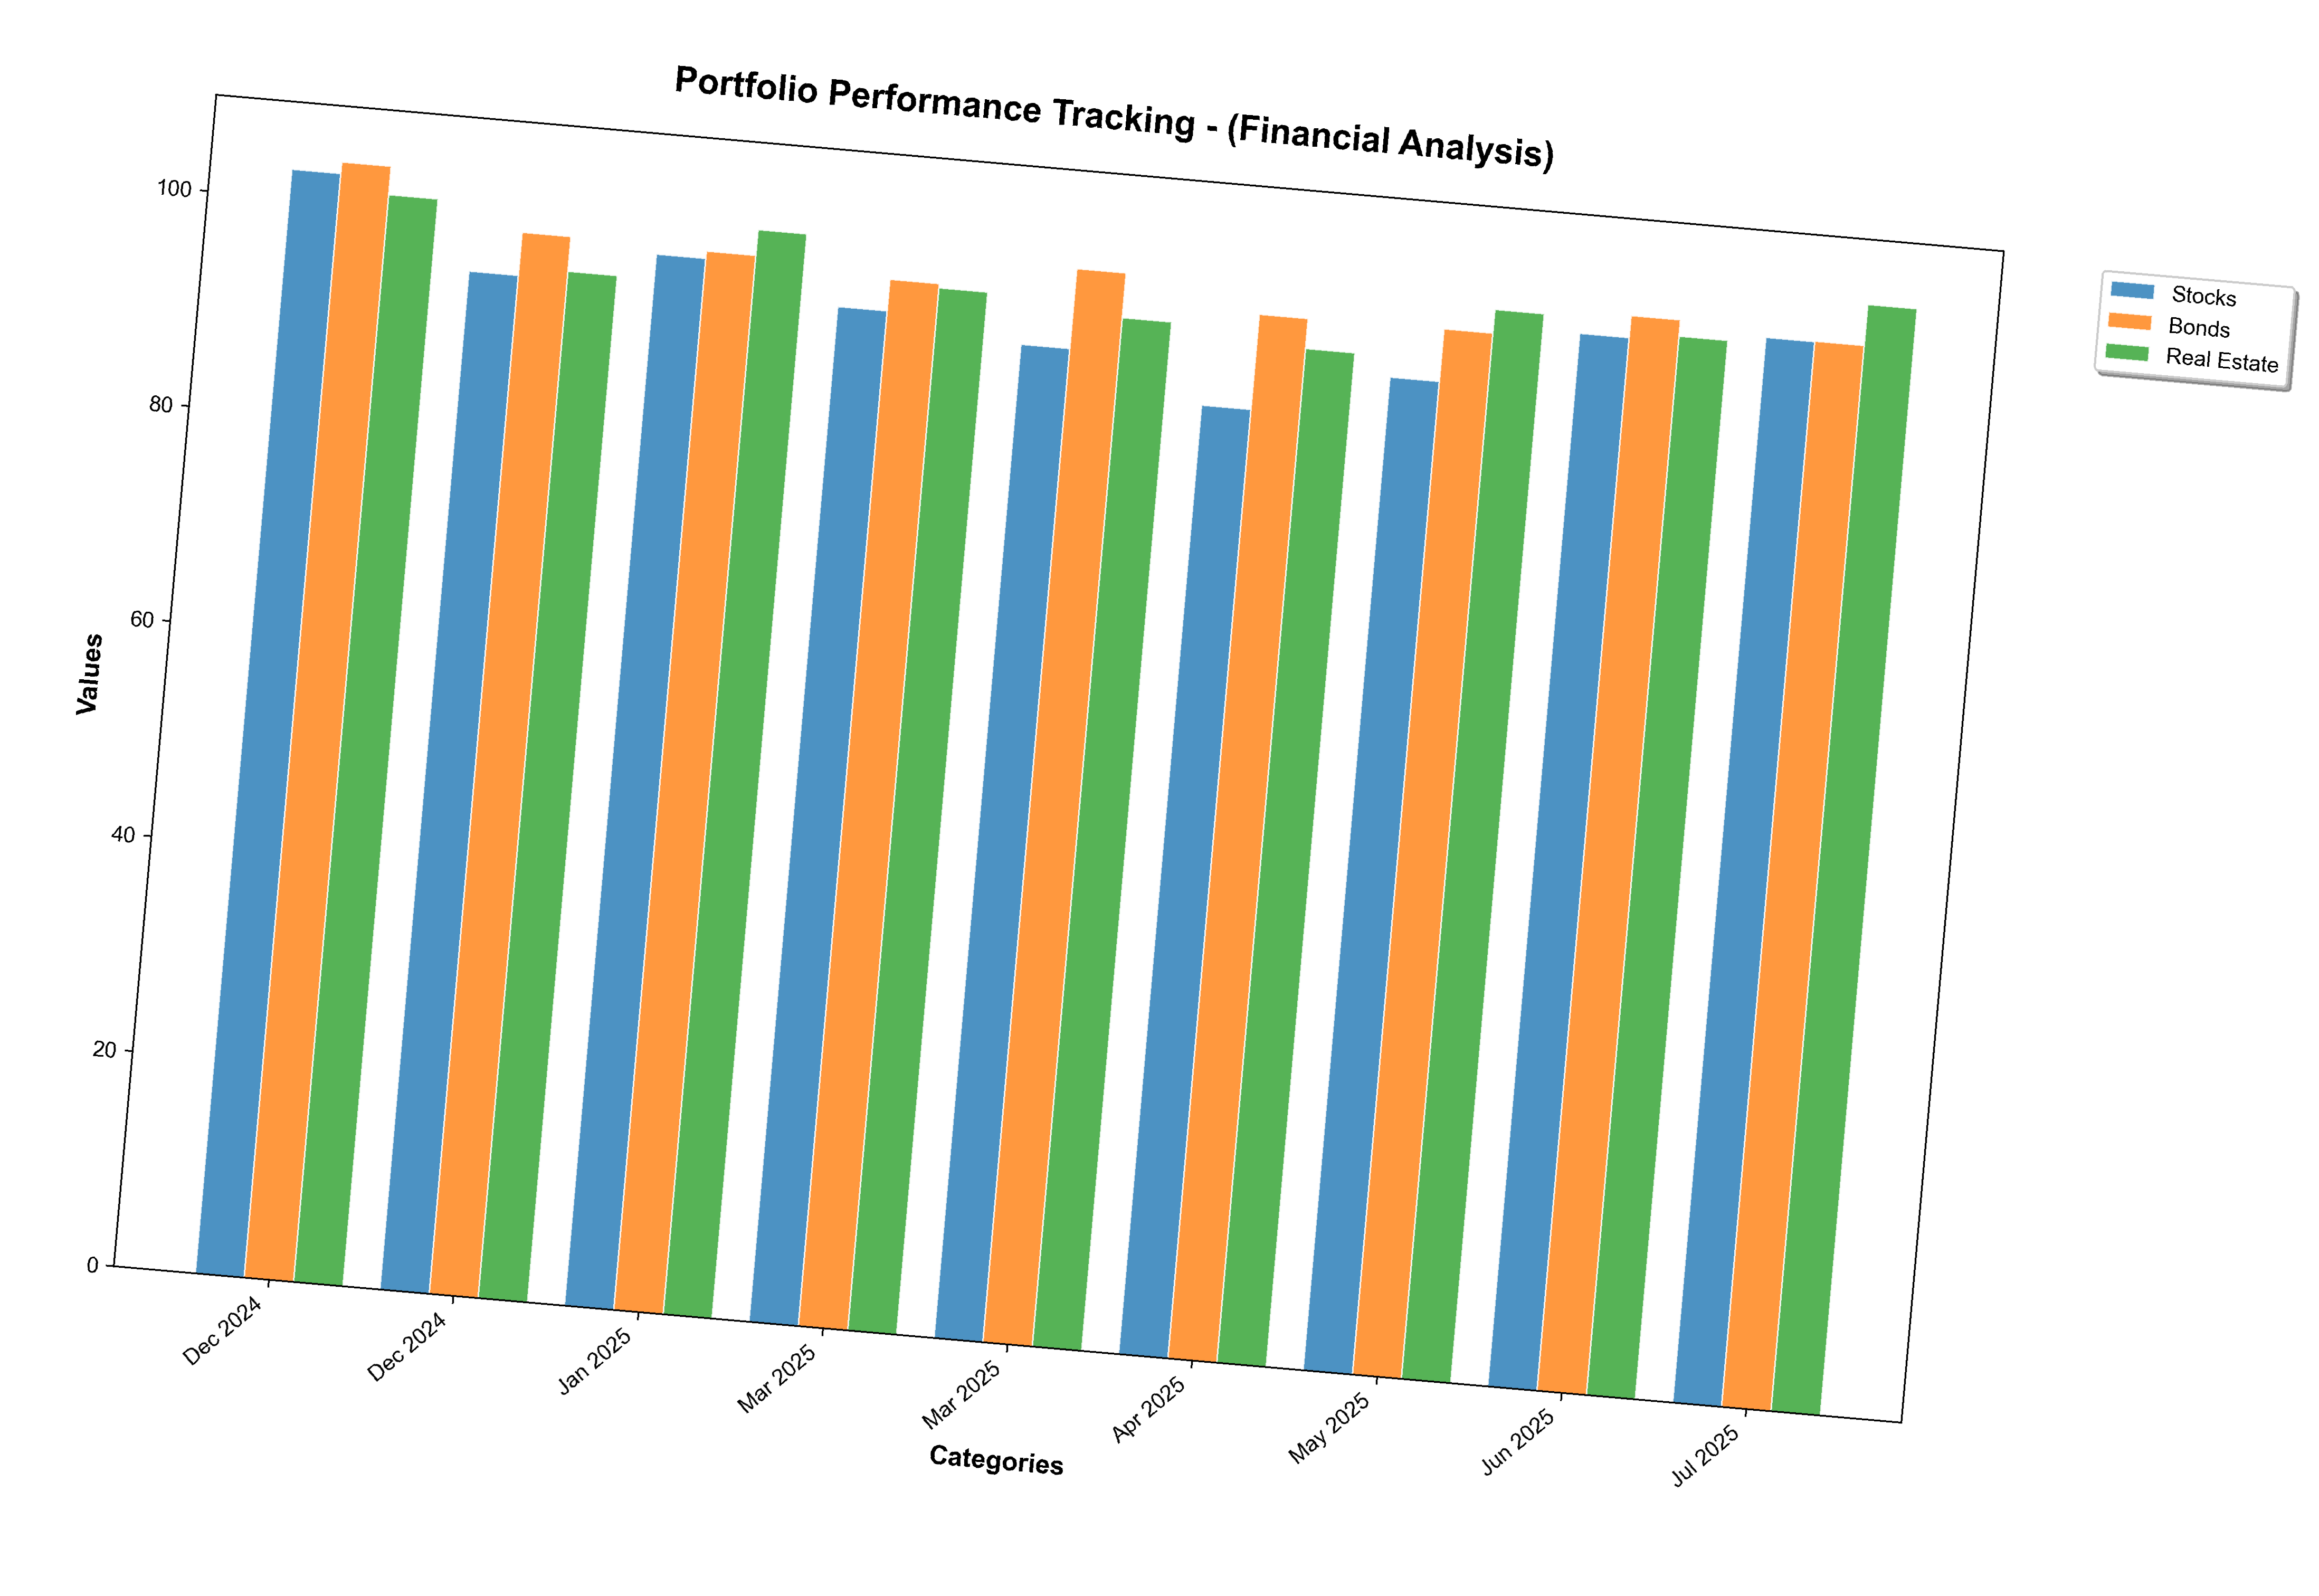 Portfolio Performance Tracking - (Financial Analysis)
Stocks
Bonds
Real Estate
Values
100
80
60
40
20
0
Dec 2024
Dec 2024
Jan 2025
Mar 2025
Mar 2025
Apr 2025
May 2025
Jun 2025
Jul 2025
Categories